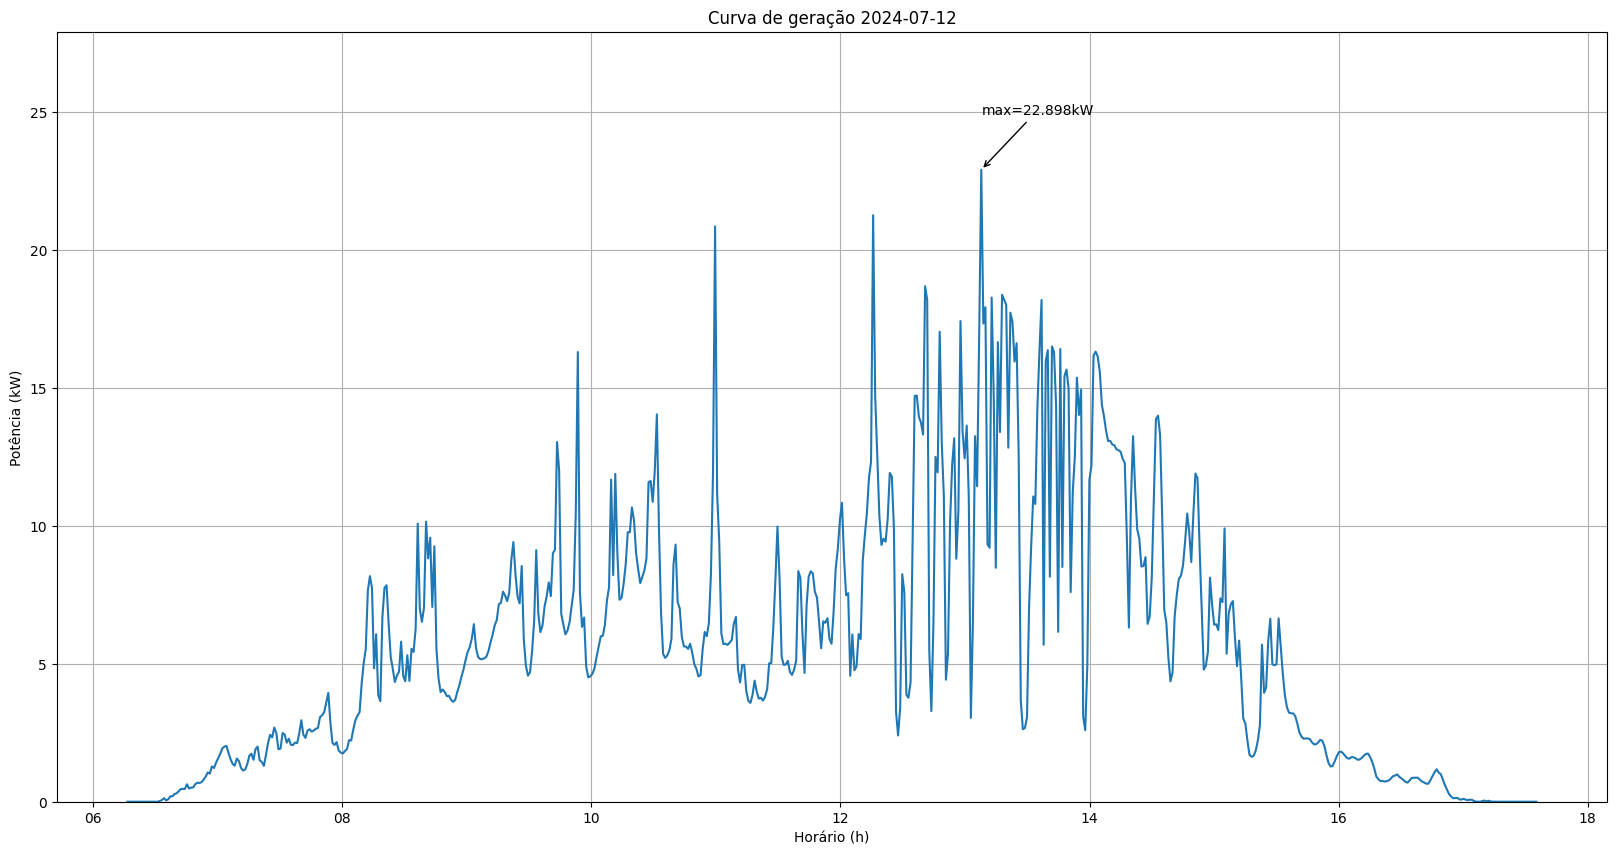 Curva de geração 2024-07-12
max=22.898kW
Potência (kW)
25
20
15
10
5
0
06 08 10 12 14 16 18
Horário (h)